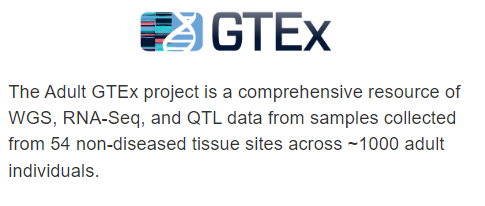 GTEx
The Adult GTEx project is a comprehensive resource of
WGS, RNA-Seq, and QTL data from samples collected
from 54 non-diseased tissue sites across ~1000 adult
individuals.